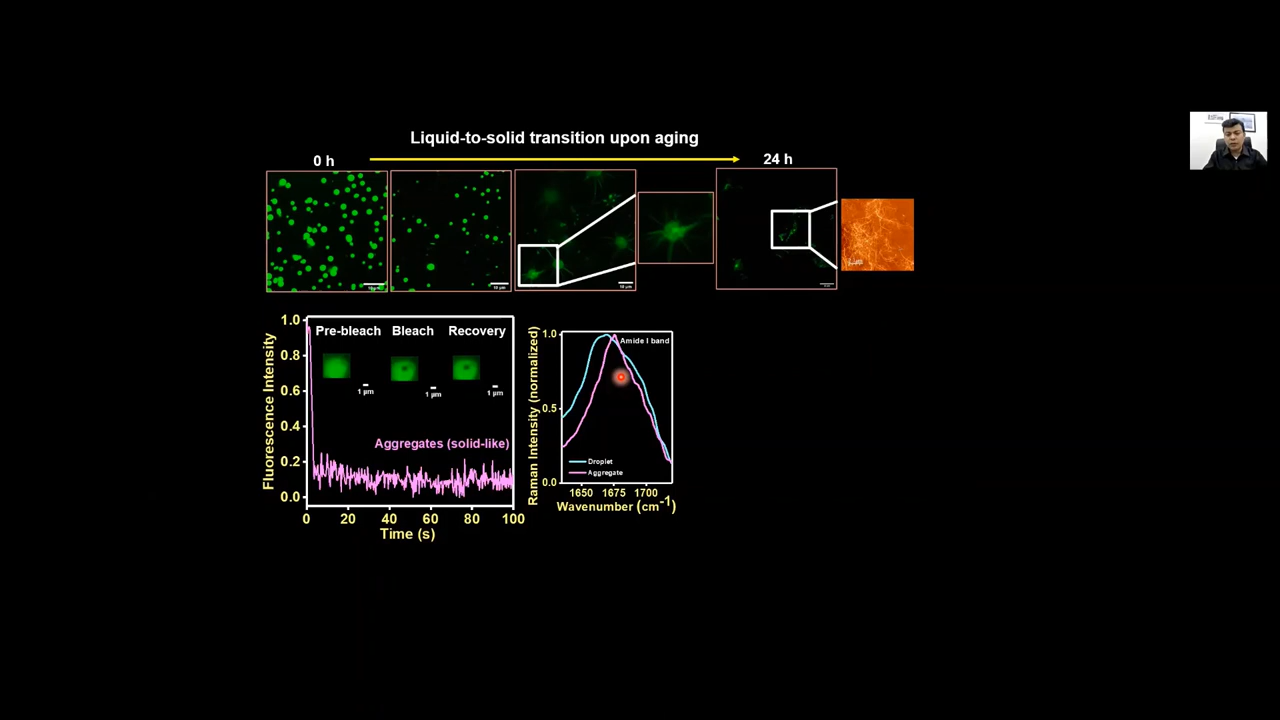 Liquid-to-solid transition upon aging
0 h
24 h
10 µm
1.0
0.8
0.6
0.4
0.2
0.0
Fluorescence Intensity
Pre-bleach Bleach Recovery
1 µm
1 µm
1 µm
Aggregates (solid-like)
0 20 40 60 80 100
Time (s)
Raman Intensity (normalized)
1.0
0.5
0.0
Amide I band
Droplet
Aggregate
1650 1675 1700
Wavenumber (cm-1)